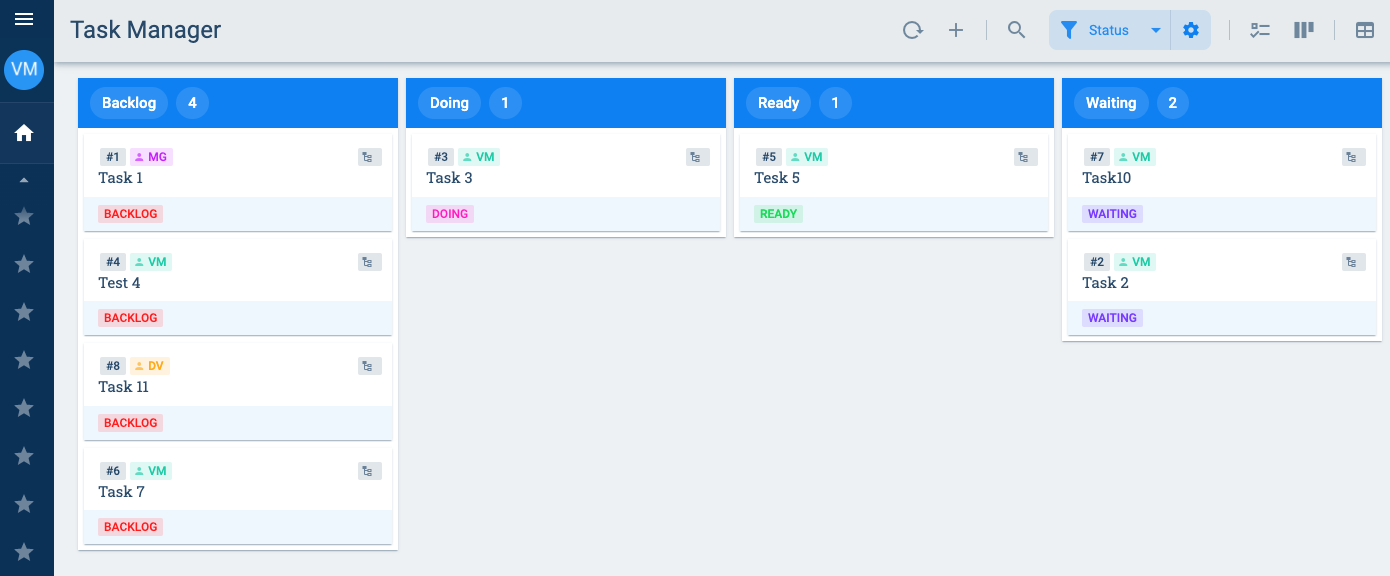 Task Manager
Status
VM
Backlog 4
#1 MG
Task 1
BACKLOG
#4 VM
Test 4
BACKLOG
#8 DV
Task 11
BACKLOG
#6 VM
Task 7
BACKLOG
Doing 1
#3 VM
Task 3
DOING
Ready 1
#5 VM
Tesk 5
READY
Waiting 2
#7 VM
Task10
WAITING
#2 VM
Task 2
WAITING